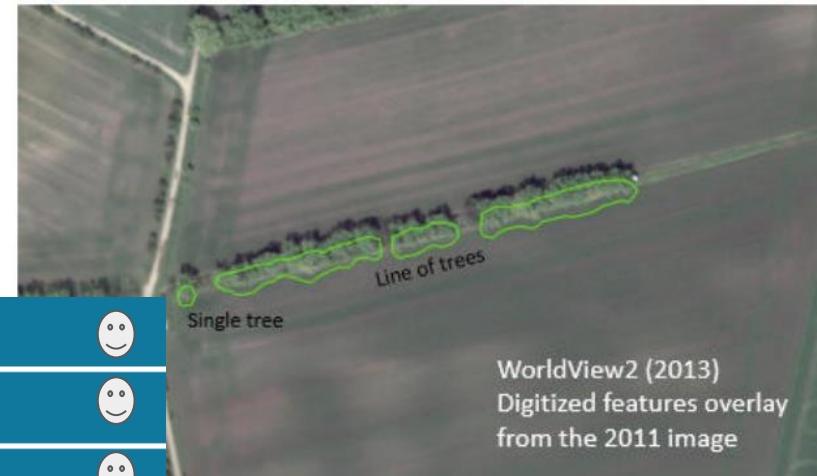 Line of trees
Single tree
WorldView2 (2013)
Digitized features overlay
from the 2011 image